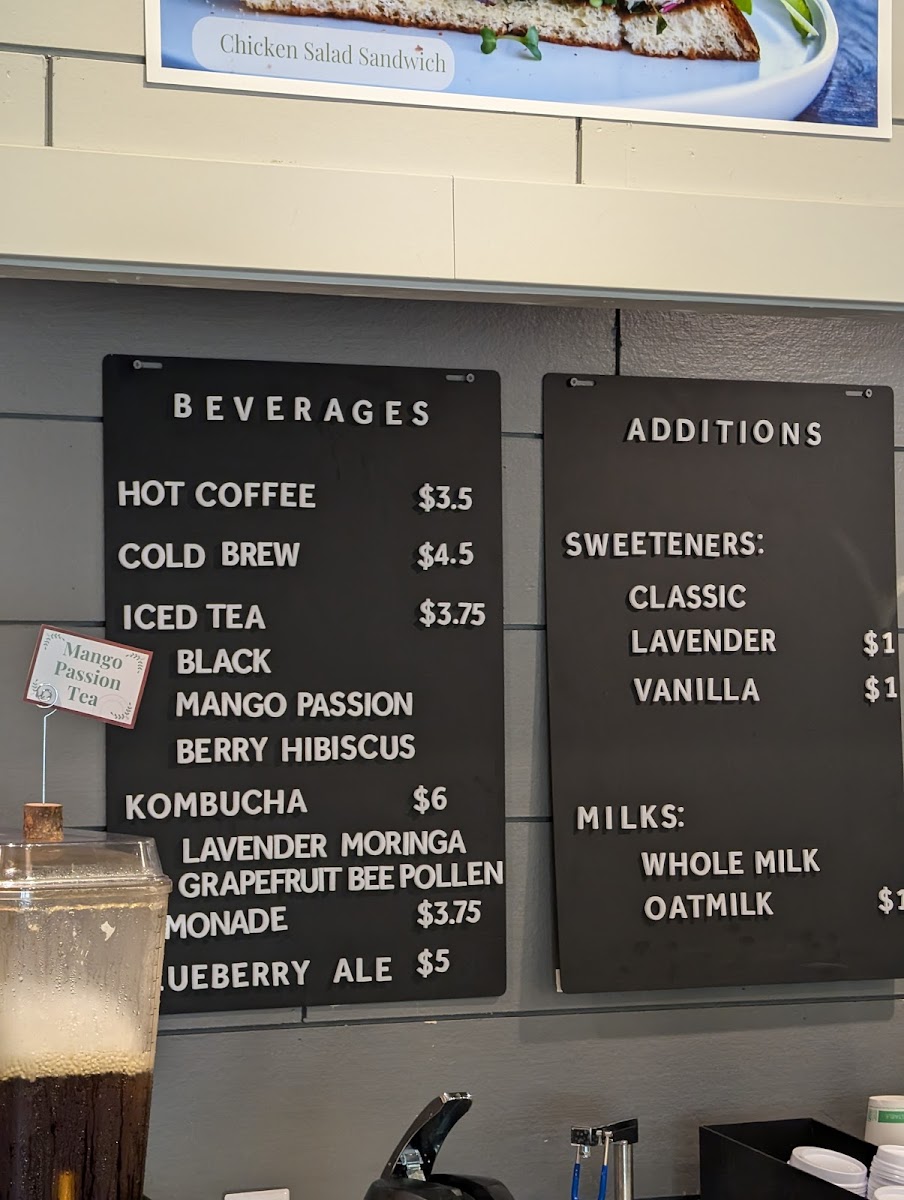 Chicken Salad Sandwich
BEVERAGES
HOT COFFEE $3.5
COLD BREW $4.5
ICED TEA $3.75
BLACK
MANGO PASSION
BERRY HIBISCUS
KOMBUCHA $6
LAVENDER MORINGA
GRAPEFRUIT BEE POLLEN
MONADE $3.75
LUEBERRY ALE $5
ADDITIONS
SWEETENERS:
CLASSIC
LAVENDER $1
VANILLA $1
MILKS:
WHOLE MILK
OATMILK $1
Mango
Passion
Tea